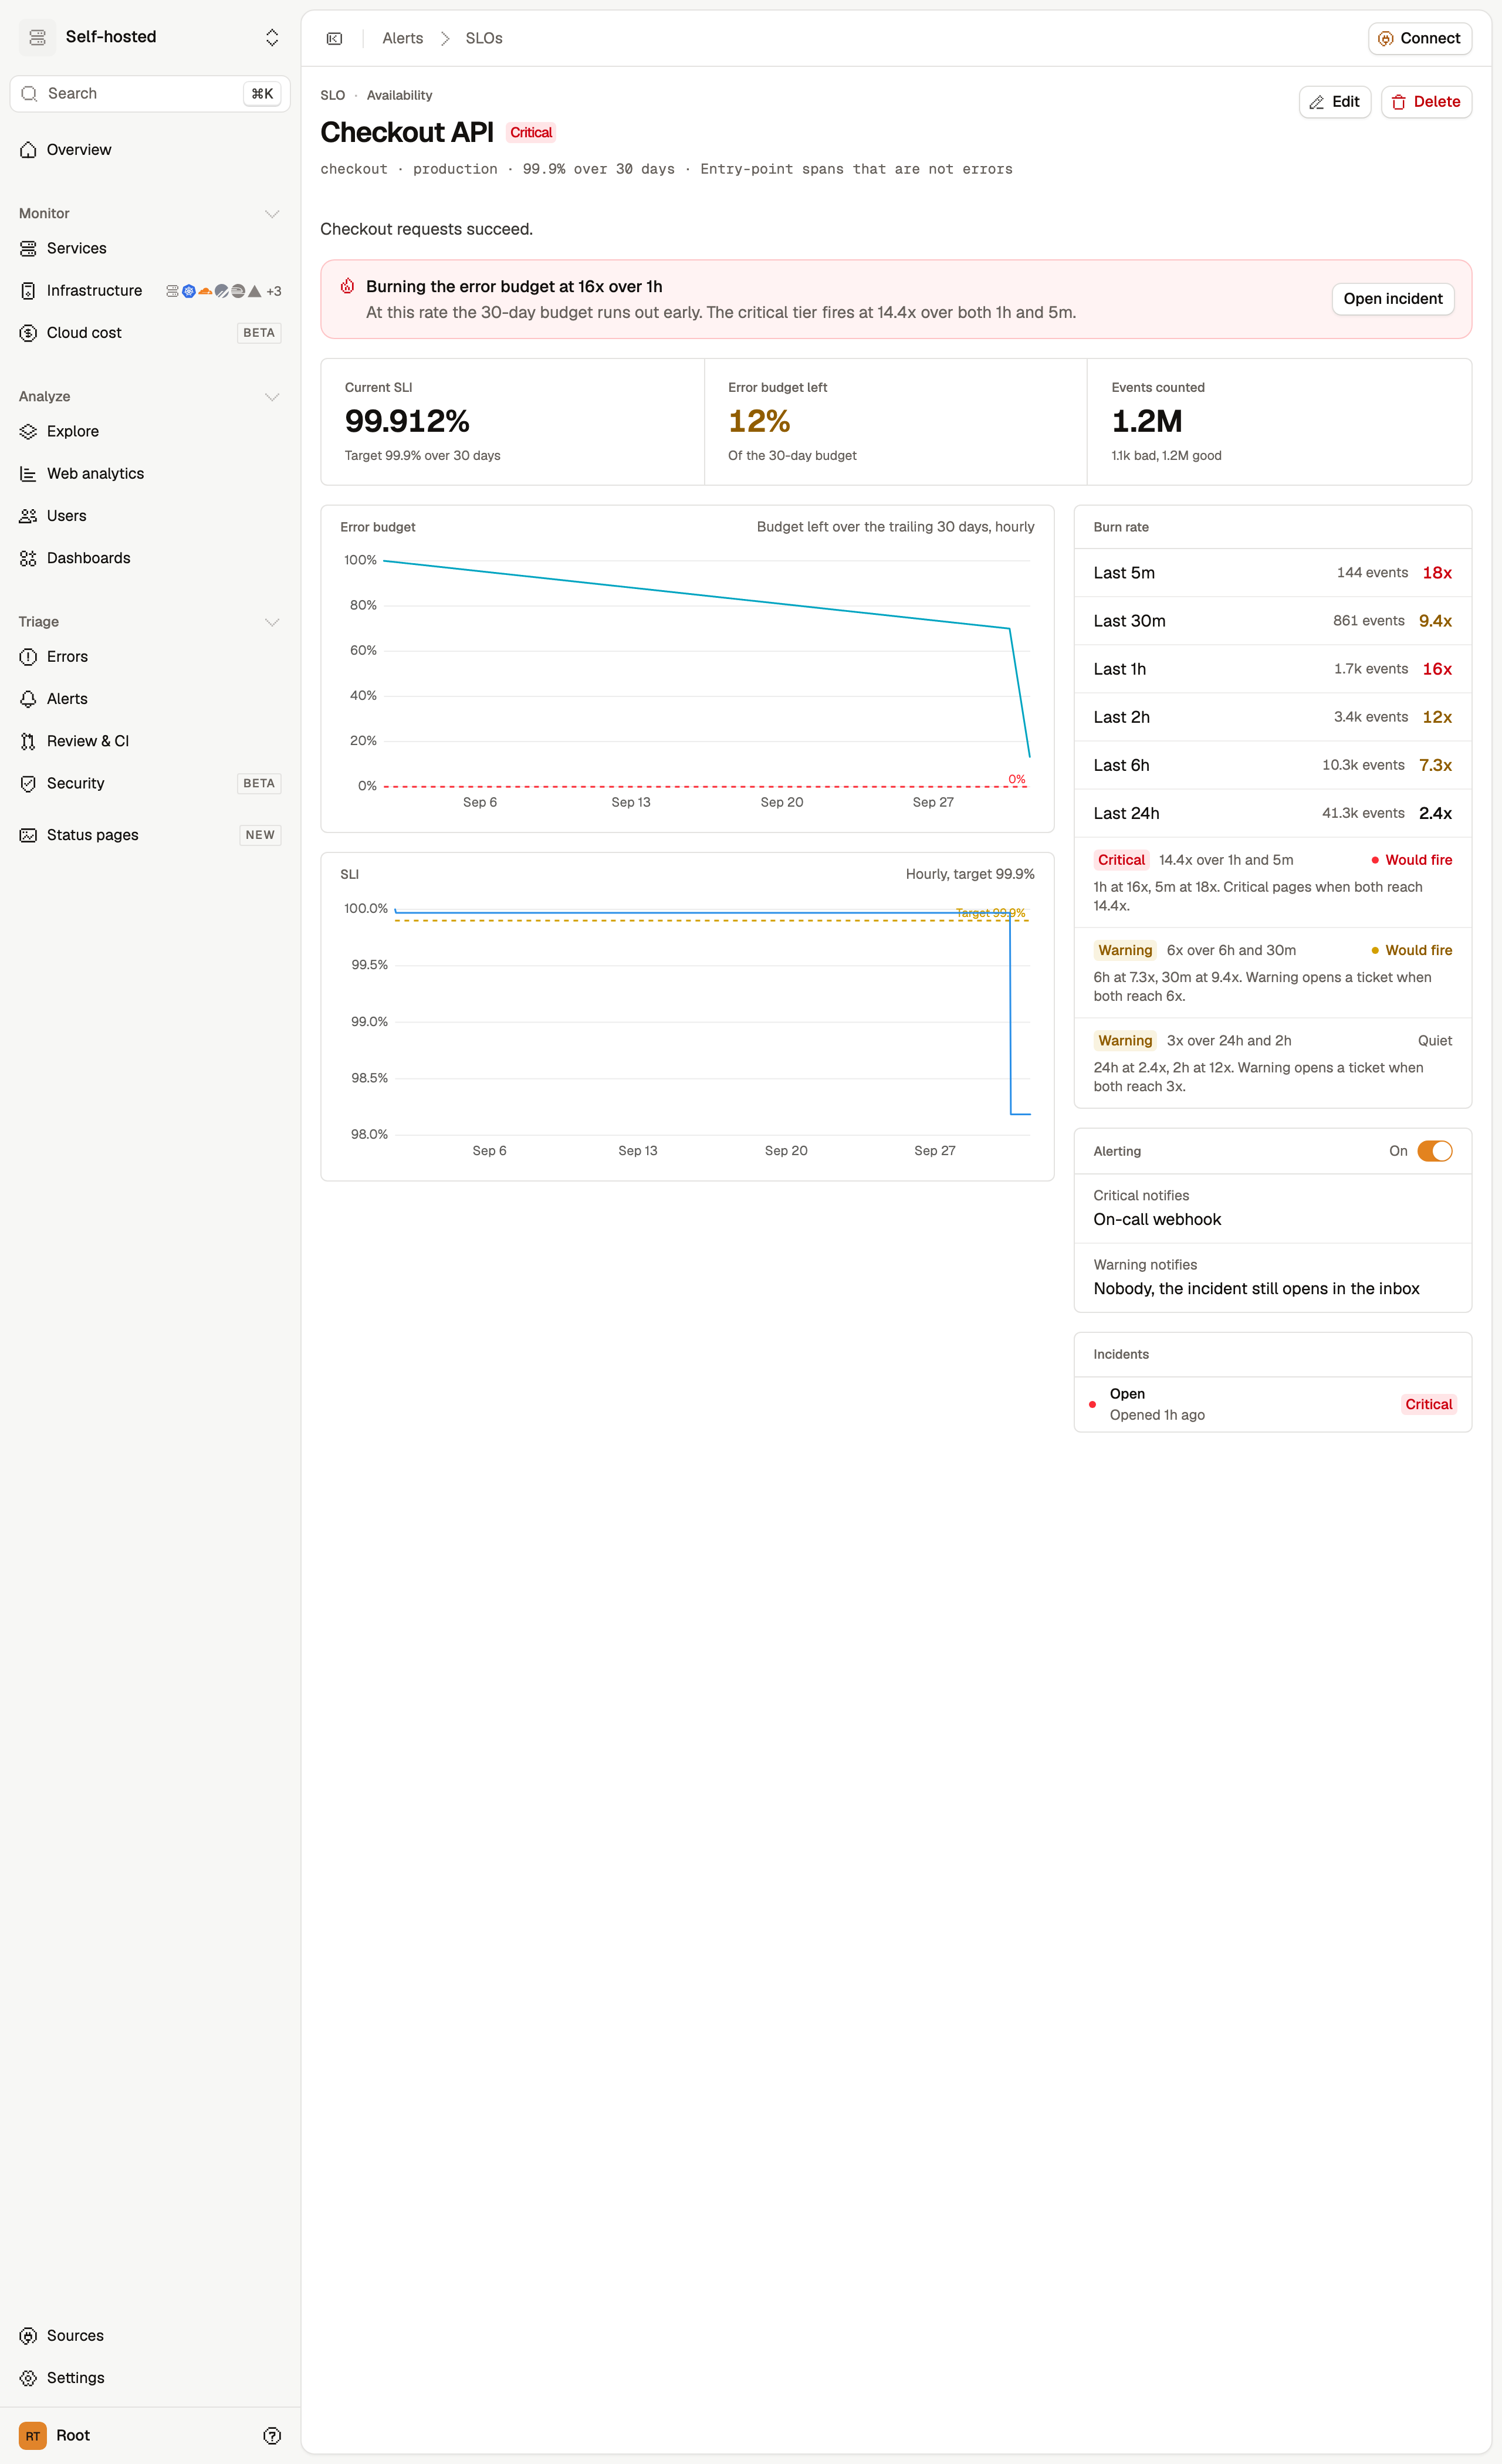 Self-hosted
Search
⌘K
Overview
Monitor
Services
Infrastructure
+3
Cloud cost
BETA
Analyze
Explore
Web analytics
Users
Dashboards
Triage
Errors
Alerts
Review & CI
Security
BETA
Status pages
NEW
Sources
Settings
RT
Root
Alerts
SLOs
Connect
SLO · Availability
Edit
Delete
Checkout API
Critical
checkout · production · 99.9% over 30 days · Entry-point spans that are not errors
Checkout requests succeed.
Burning the error budget at 16x over 1h
At this rate the 30-day budget runs out early. The critical tier fires at 14.4x over both 1h and 5m.
Open incident
Current SLI
99.912%
Target 99.9% over 30 days
Error budget left
12%
Of the 30-day budget
Events counted
1.2M
1.1k bad, 1.2M good
Error budget
Budget left over the trailing 30 days, hourly
100%
80%
60%
40%
20%
0%
0%
Sep 6
Sep 13
Sep 20
Sep 27
SLI
Hourly, target 99.9%
100.0%
Target 99.9%
99.5%
99.0%
98.5%
98.0%
Sep 6
Sep 13
Sep 20
Sep 27
Burn rate
Last 5m 144 events 18x
Last 30m 861 events 9.4x
Last 1h 1.7k events 16x
Last 2h 3.4k events 12x
Last 6h 10.3k events 7.3x
Last 24h 41.3k events 2.4x
Critical 14.4x over 1h and 5m Would fire
1h at 16x, 5m at 18x. Critical pages when both reach
14.4x.
Warning 6x over 6h and 30m Would fire
6h at 7.3x, 30m at 9.4x. Warning opens a ticket when
both reach 6x.
Warning 3x over 24h and 2h Quiet
24h at 2.4x, 2h at 12x. Warning opens a ticket when
both reach 3x.
Alerting
On
Critical notifies
On-call webhook
Warning notifies
Nobody, the incident still opens in the inbox
Incidents
Open
Opened 1h ago
Critical